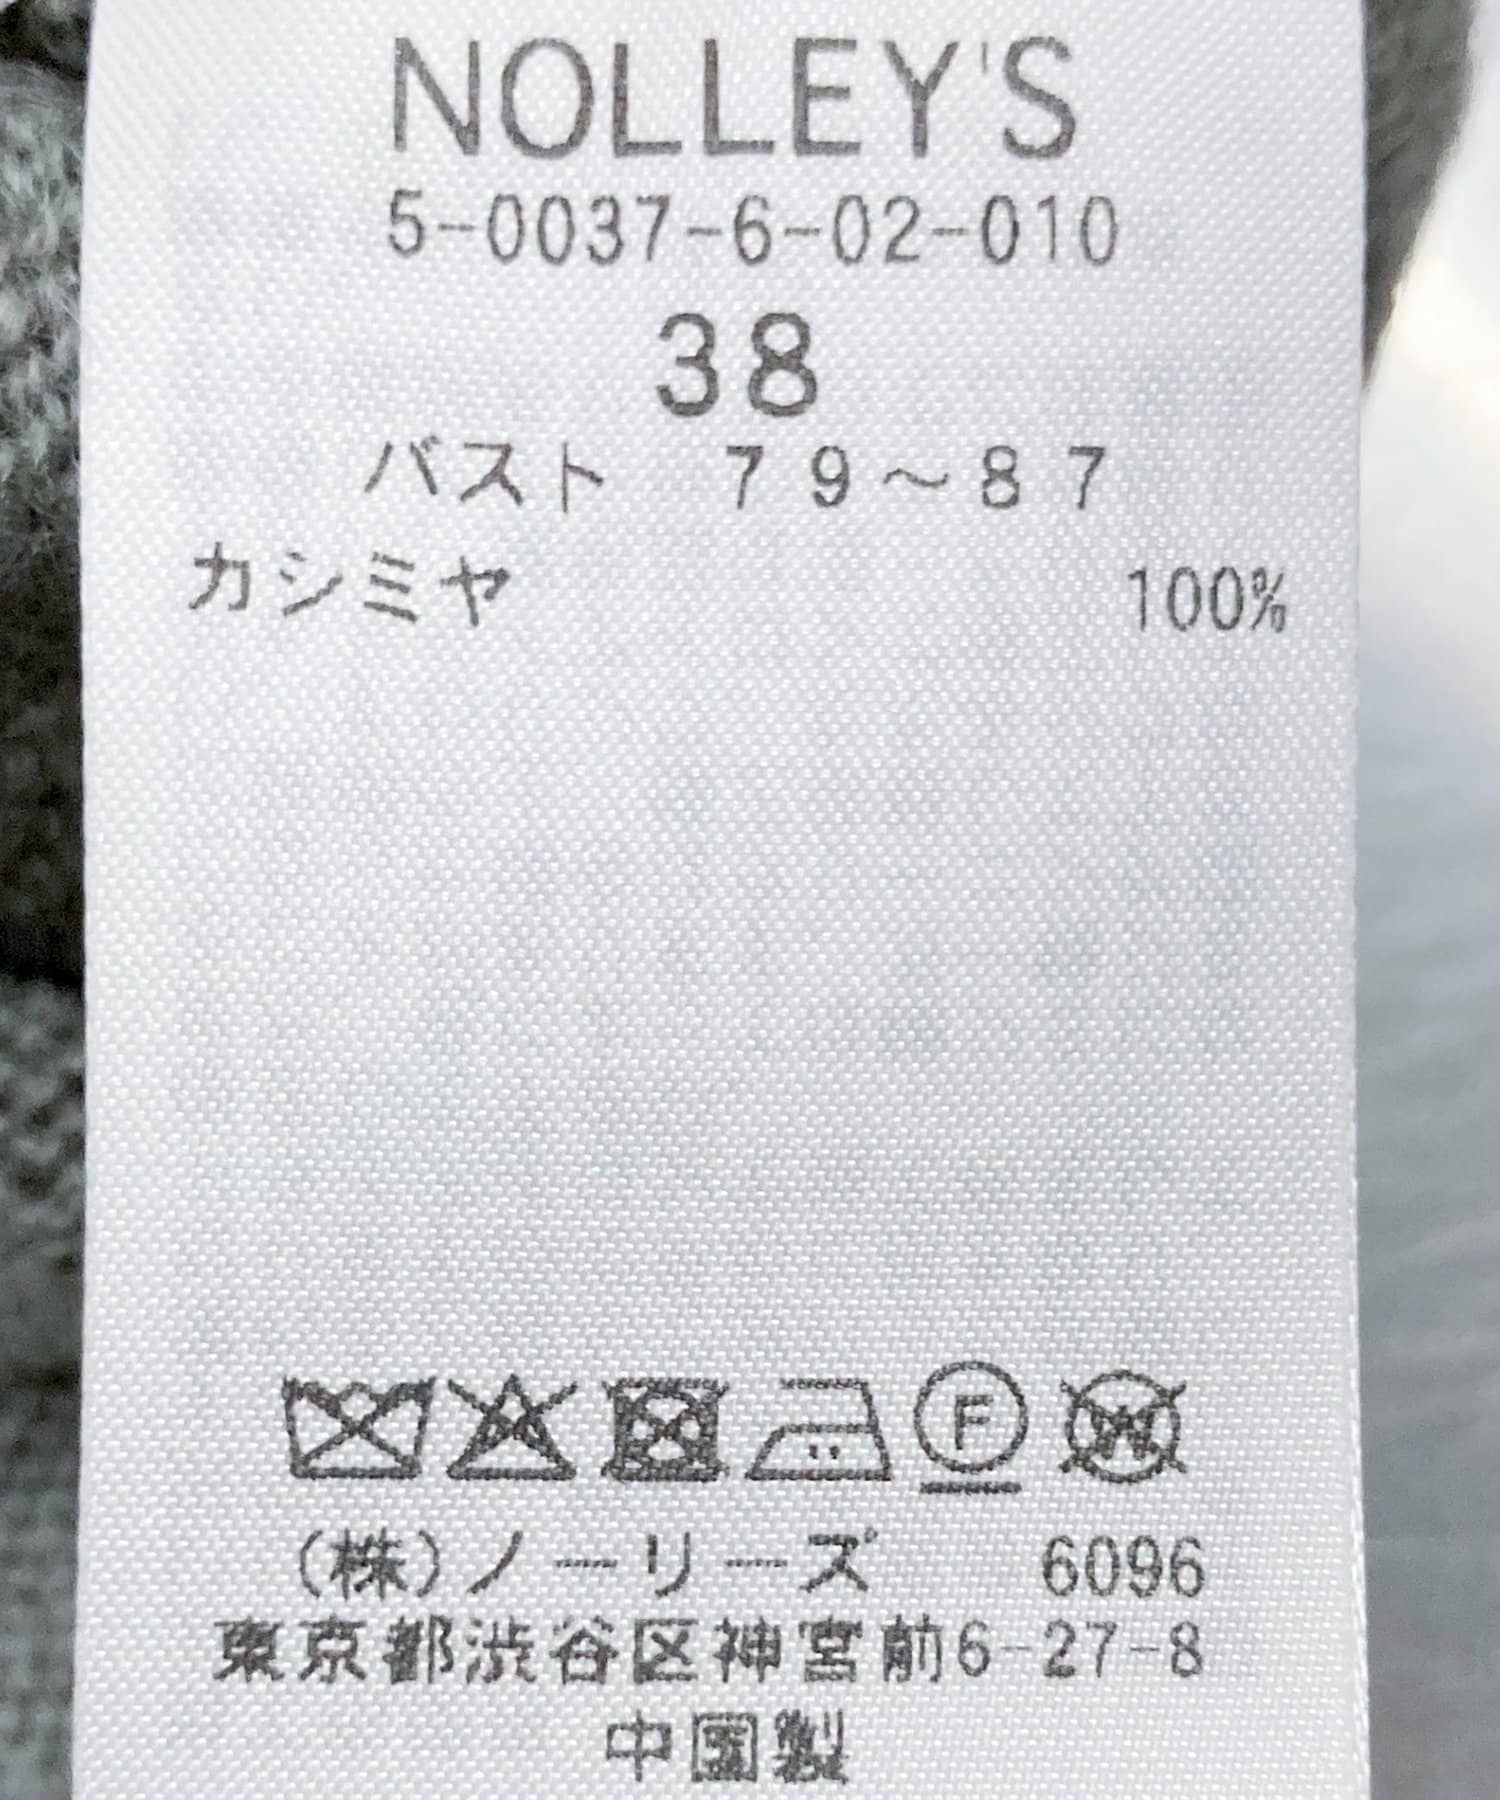 NOLLEY'S
5-0037-6-02-010
38
バスト 79～87
カシミヤ 100%
F W
(株)ノーリーズ 6096
東京都渋谷区神宮前6-27-8
中国製